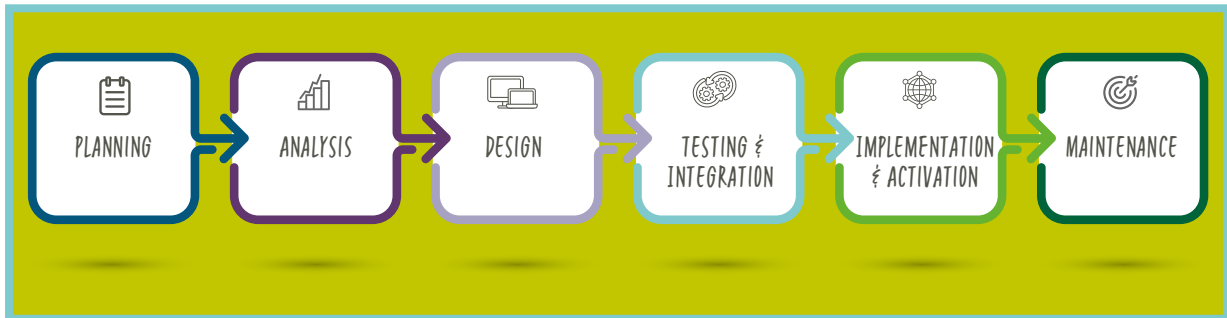 PLANNING
ANALYSIS
DESIGN
TESTING &
INTEGRATION
IMPLEMENTATION
& ACTIVATION
MAINTENANCE